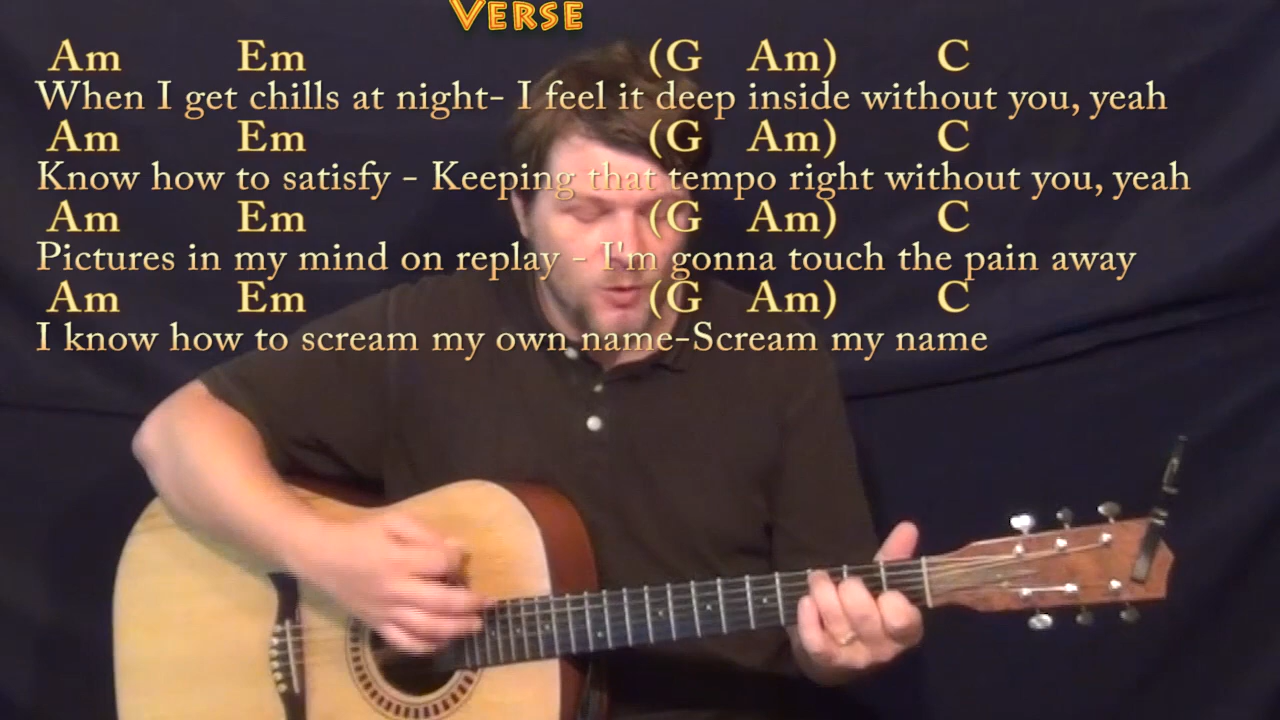 VERSE
Am Em (G Am) C
When I get chills at night- I feel it deep inside without you, yeah
Am Em (G Am) C
Know how to satisfy - Keeping that tempo right without you, yeah
Am Em (G Am) C
Pictures in my mind on replay - I'm gonna touch the pain away
Am Em (G Am) C
I know how to scream my own name-Scream my name